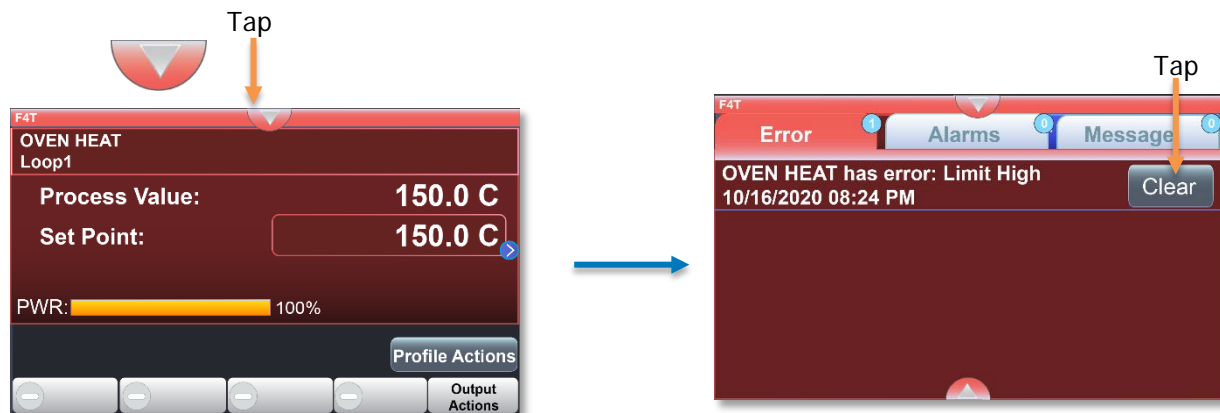 Tap
F4T
OVEN HEAT
Loop1
Process Value: 150.0 C
Set Point: 150.0 C
PWR: 100%
Profile Actions
Output
Actions
Tap
F4T
Error 1 Alarms 0 Message 0
OVEN HEAT has error: Limit High
10/16/2020 08:24 PM
Clear